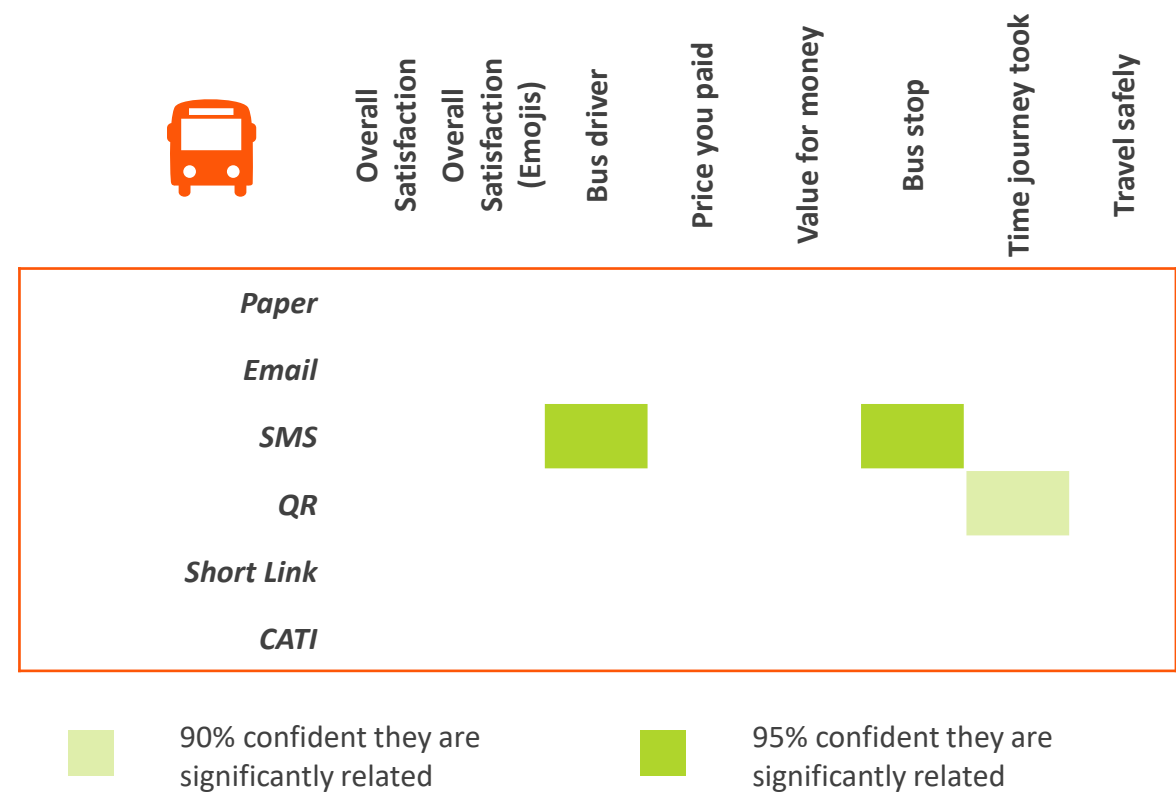 Overall
Satisfaction
Overall
Satisfaction
(Emojis)
Bus driver
Price you paid
Value for money
Bus stop
Time journey took
Travel safely
Paper
Email
SMS
QR
Short Link
CATI
90% confident they are
significantly related
95% confident they are
significantly related